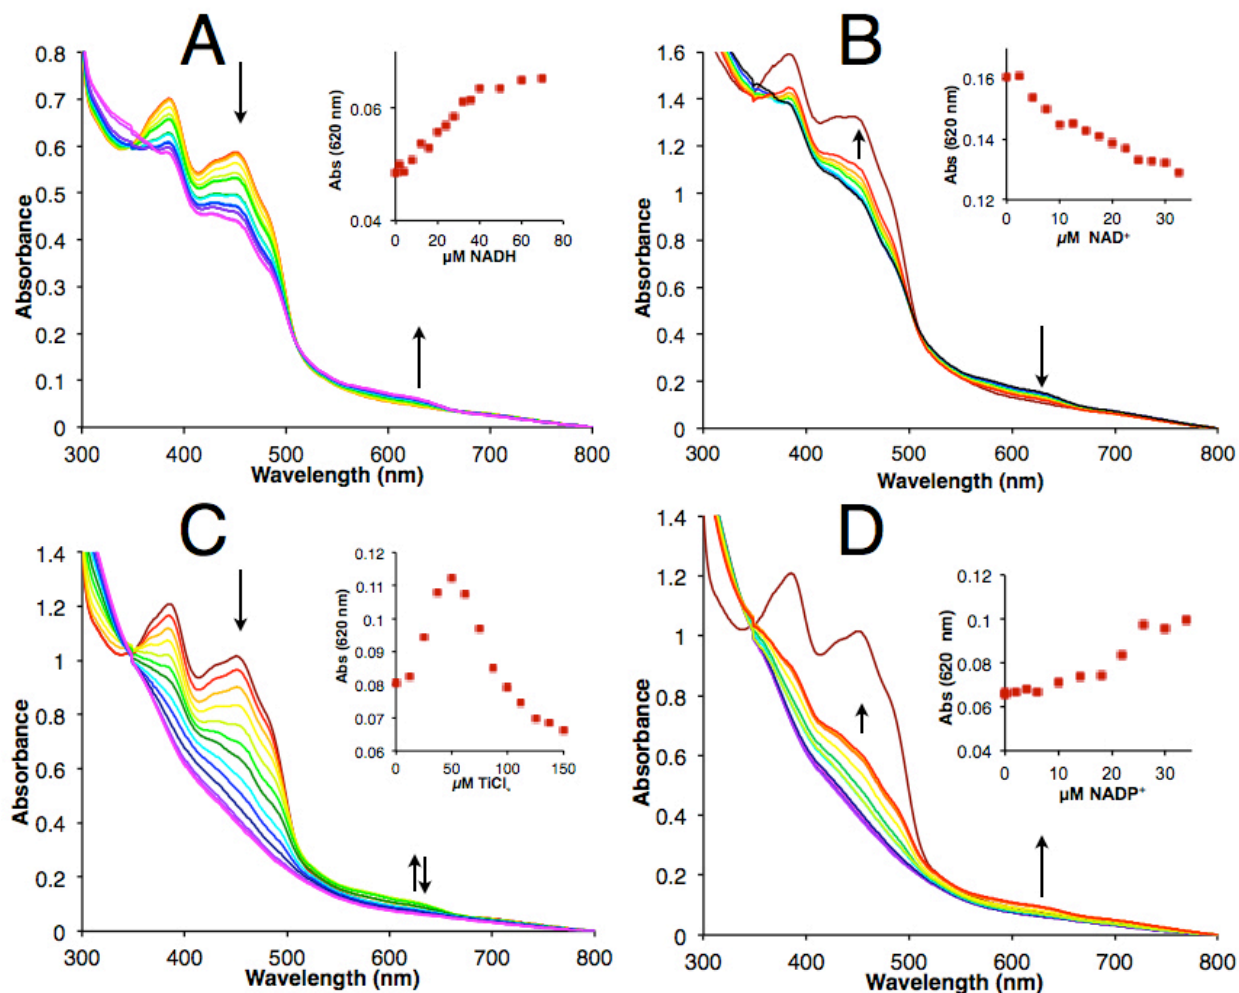 A
0.8
0.7
0.6
0.5
0.4
0.3
0.2
0.1
0
Absorbance
300 400 500 600 700 800
Wavelength (nm)
Abs (620 nm)
0.06
0.04
0 20 40 60 80
µM NADH
B
1.6
1.4
1.2
1
0.8
0.6
0.4
0.2
0
Absorbance
300 400 500 600 700 800
Wavelength (nm)
Abs (620 nm)
0.16
0.14
0.12
0 10 20 30
µM NAD⁺
C
1.4
1.2
1
0.8
0.6
0.4
0.2
0
Absorbance
300 400 500 600 700 800
Wavelength (nm)
Abs (620 nm)
0.12
0.11
0.1
0.09
0.08
0.07
0.06
0 50 100 150
µM
D
1.4
1.2
1
0.8
0.6
0.4
0.2
0
Absorbance
300 400 500 600 700 800
Wavelength (nm)
Abs (620 nm)
0.12
0.1
0.08
0.06
0.04
0 10 20 30
µM NADP⁺